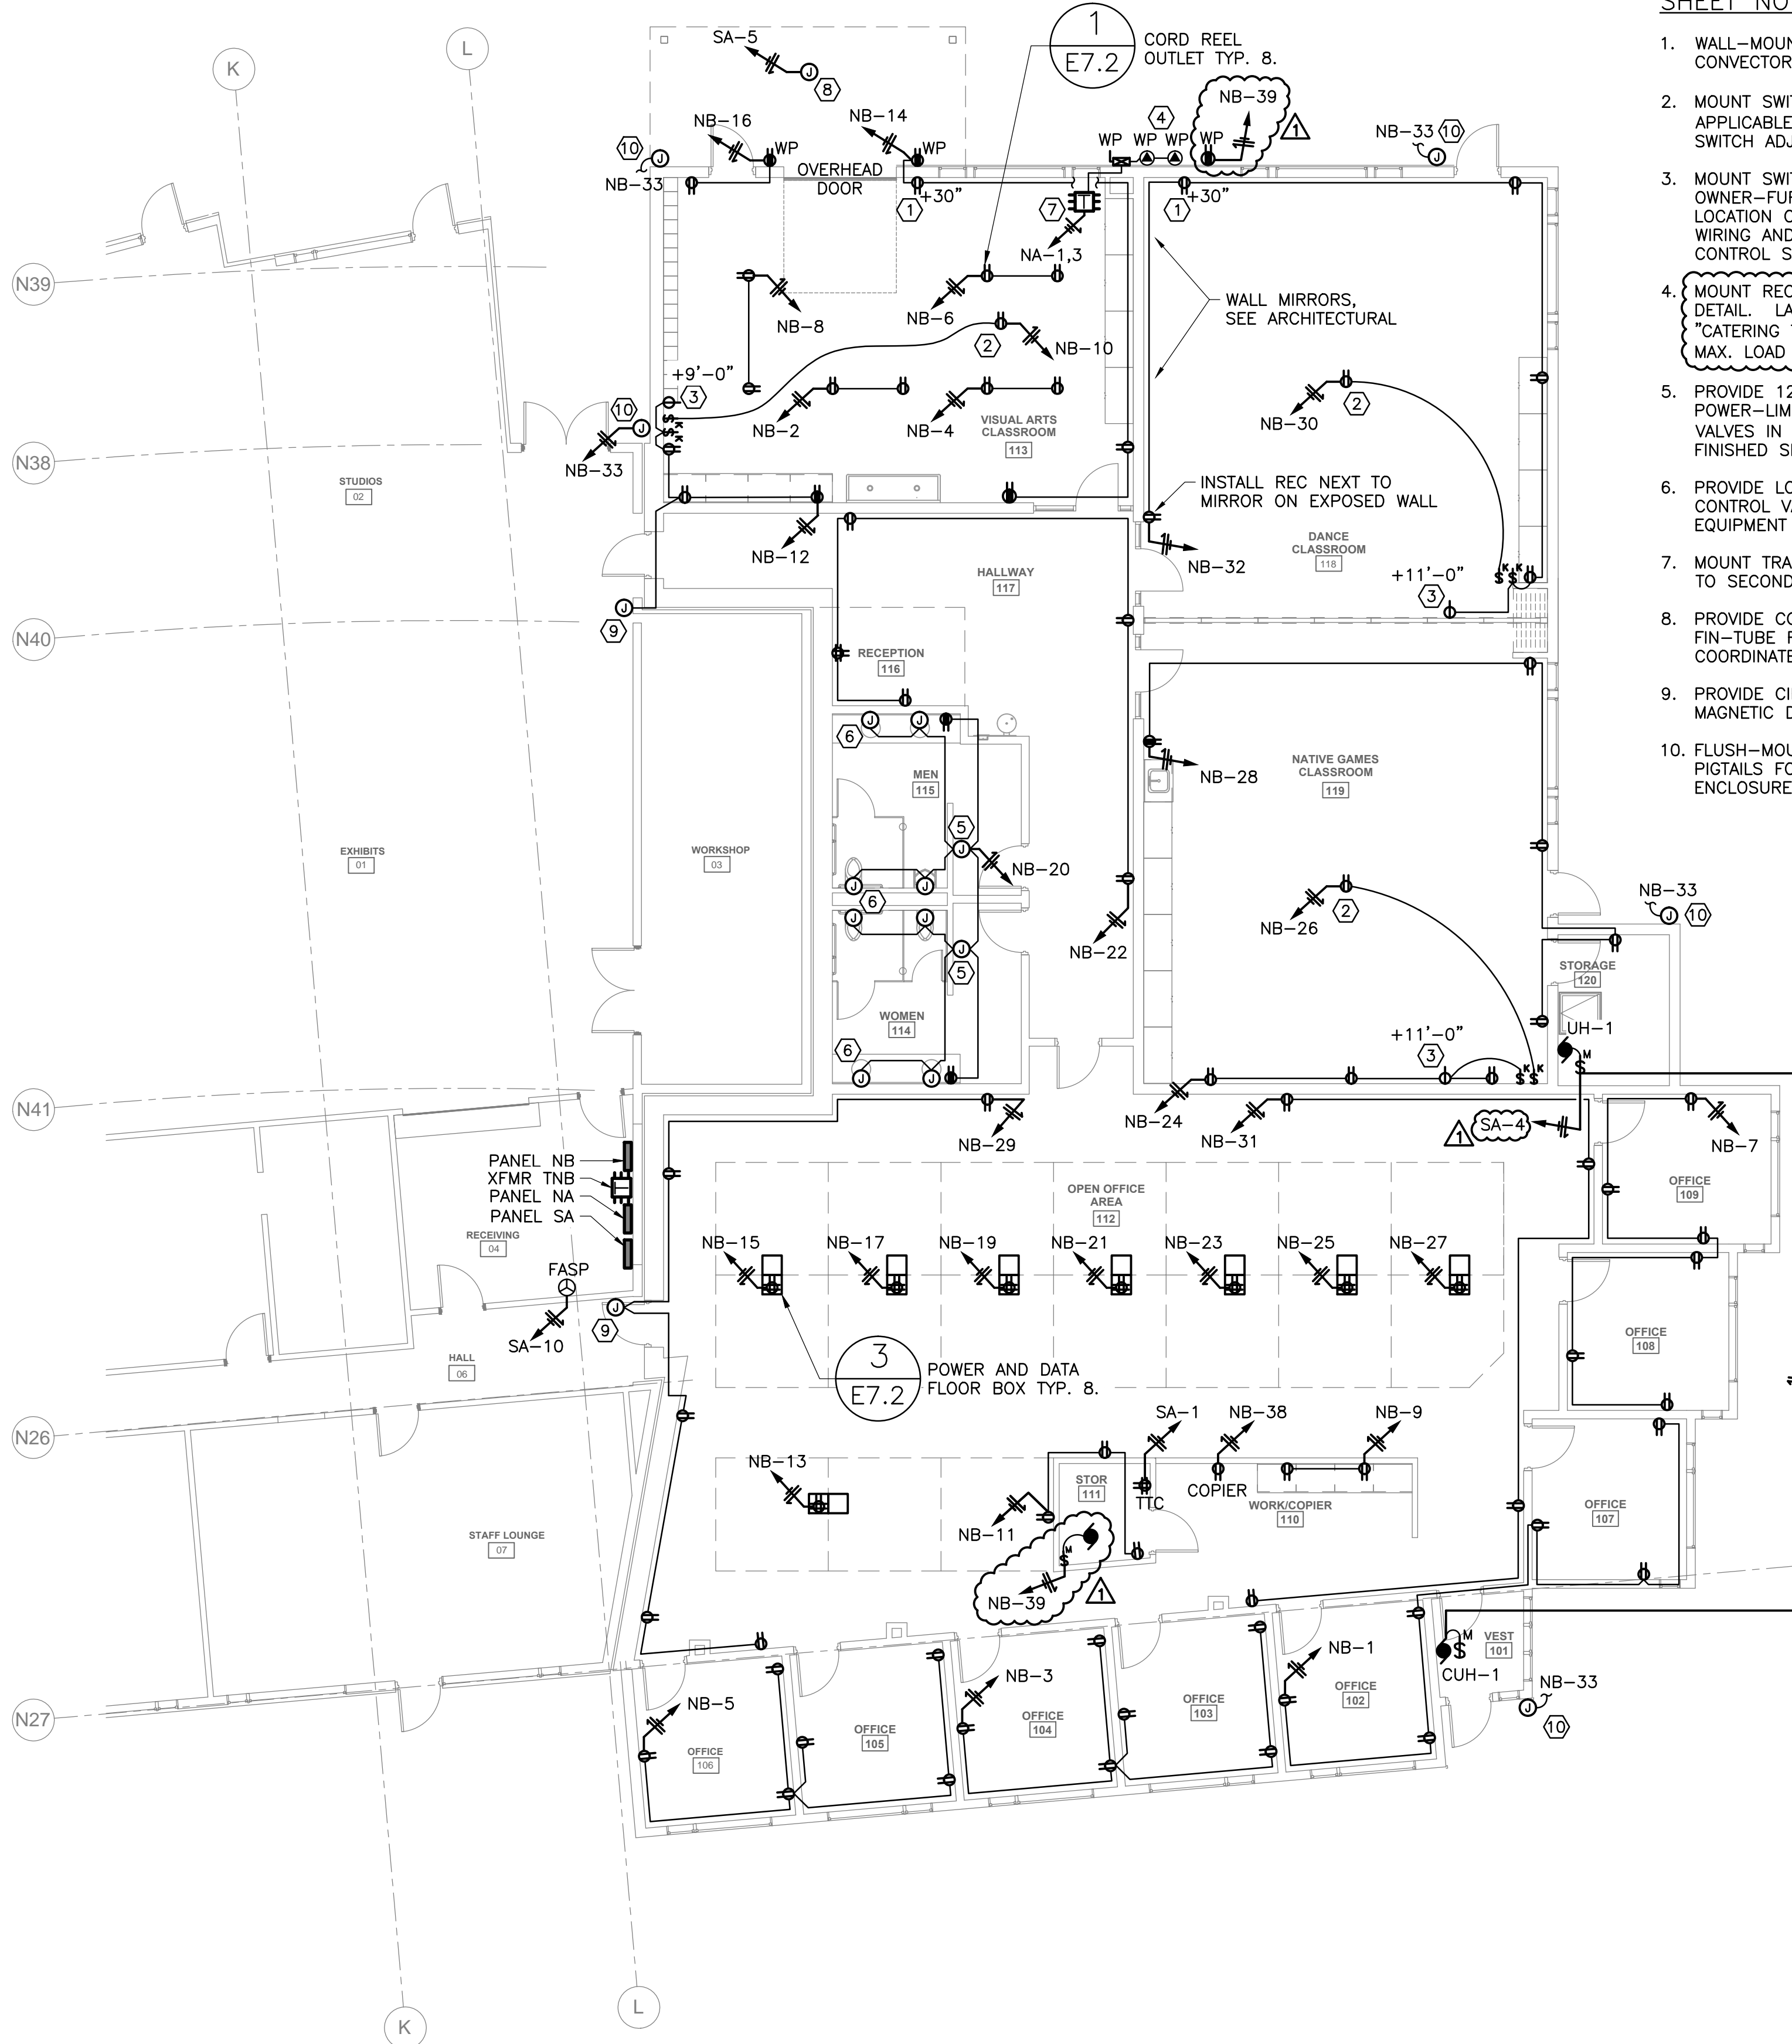 SHEET NO
1. WALL-MOUN
CONVECTOR
2. MOUNT SWI
APPLICABLE
SWITCH ADJ
3. MOUNT SWI
OWNER-FUR
LOCATION O
WIRING AND
CONTROL S
4. MOUNT REC
DETAIL. LA
"CATERING
MAX. LOAD
5. PROVIDE 12
POWER-LIM
VALVES IN
FINISHED S
6. PROVIDE LO
CONTROL VA
EQUIPMENT
7. MOUNT TRA
TO SECOND
8. PROVIDE CO
FIN-TUBE
COORDINATE
9. PROVIDE CI
MAGNETIC D
10. FLUSH-MOU
PIGTAILS FO
ENCLOSURE
K
L
SA-5
J
8
1
E7.2
CORD REEL
OUTLET TYP. 8.
NB-16
NB-14
WP
WP
4
WP WP WP WP
NB-39
1
NB-33 10
J
10
J
NB-33
OVERHEAD
DOOR
1
+30"
7
NA-1,3
1
+30"
N39
NB-8
NB-6
2
NB-10
WALL MIRRORS,
SEE ARCHITECTURAL
+9'-0"
3
10
J
$ $ K K
NB-33
NB-2
NB-4
VISUAL ARTS
CLASSROOM
113
NB-30
2
N38
STUDIOS
02
INSTALL REC NEXT TO
MIRROR ON EXPOSED WALL
NB-12
NB-32
DANCE
CLASSROOM
118
+11'-0"
3
$ K $ K
HALLWAY
117
J
9
N40
RECEPTION
116
6
J J
MEN
115
NB-28
NATIVE GAMES
CLASSROOM
119
EXHIBITS
01
WORKSHOP
03
5
J
NB-20
J J
6
J J
J
5
NB-22
NB-26
2
NB-33
J 10
STORAGE
120
UH-1
M
$
WOMEN
114
6
J J
+11'-0"
3
$ K $ K
N41
NB-29
NB-24
NB-31
1
SA-4
NB-7
PANEL NB
XFMR TNB
PANEL NA
PANEL SA
RECEIVING
04
OPEN OFFICE
AREA
112
OFFICE
109
NB-15
NB-17
NB-19
NB-21
NB-23
NB-25
NB-27
FASP
SA-10
J
9
HALL
06
3
E7.2
POWER AND DATA
FLOOR BOX TYP. 8.
OFFICE
108
N26
SA-1
NB-38
NB-9
NB-13
STOR
111
TTC
COPIER
WORK/COPIER
110
OFFICE
107
NB-11
STAFF LOUNGE
07
M
$
NB-39
1
N27
NB-5
OFFICE
106
OFFICE
105
NB-3
OFFICE
104
OFFICE
103
NB-1
OFFICE
102
M
$
CUH-1
VEST
101
NB-33
J
10
L
K